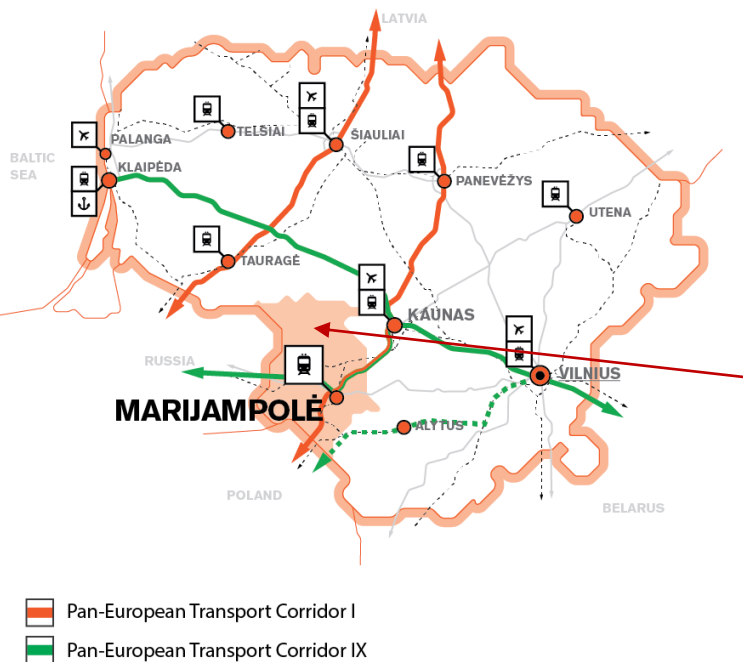 LATVIA
TELŠIAI
ŠIAULIAI
PALANGA
BALTIC
SEA
KLAIPĖDA
PANEVĖŽYS
UTENA
TAURAGĖ
KAUNAS
RUSSIA
VILNIUS
MARIJAMPOLĖ
ALYTUS
POLAND
BELARUS
Pan-European Transport Corridor I
Pan-European Transport Corridor IX